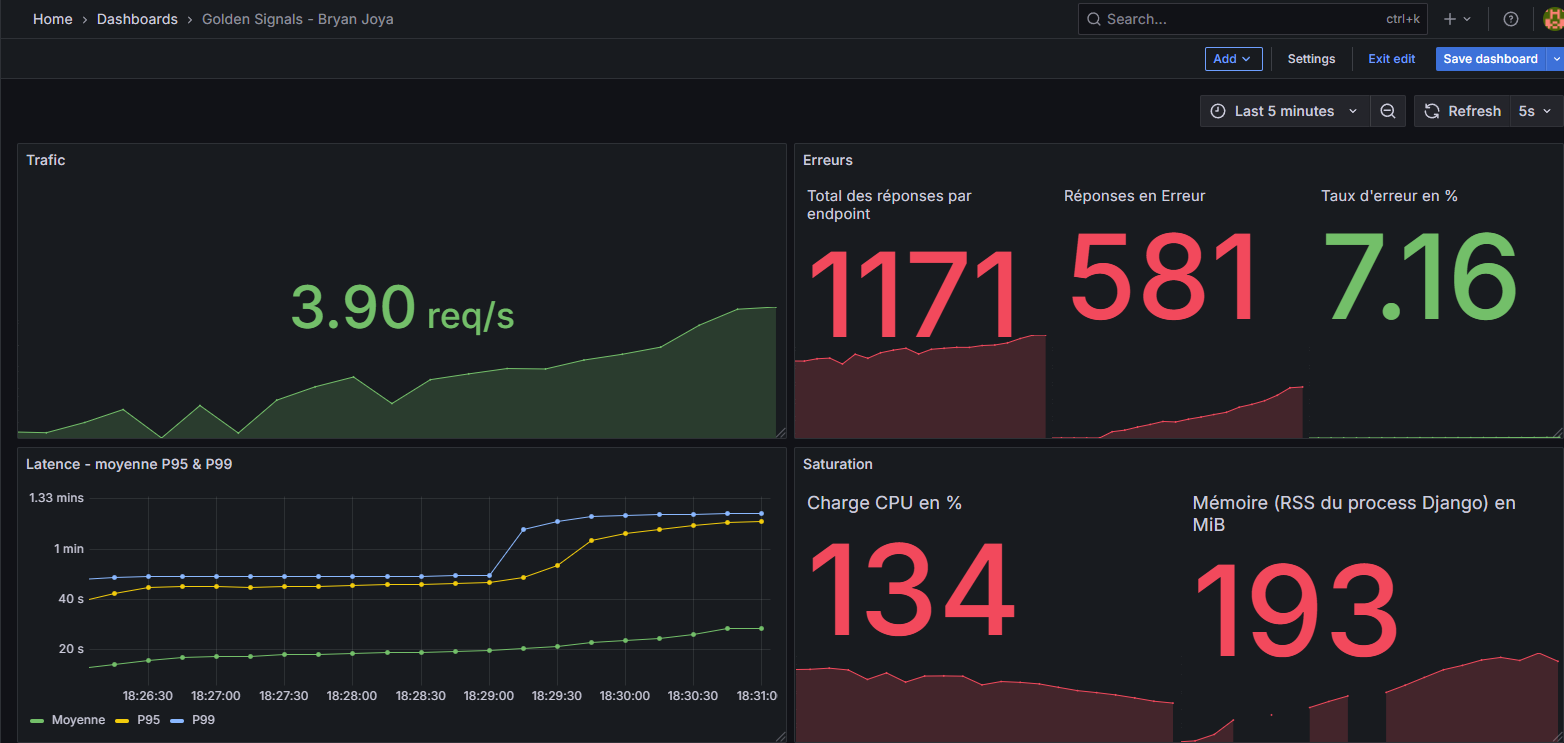 Home › Dashboards › Golden Signals - Bryan Joya
Search... ctrl+k
Add Settings Exit edit Save dashboard
Last 5 minutes Refresh 5s
Trafic
3.90 req/s
Erreurs
Total des réponses par
endpoint
1171
Réponses en Erreur
581
Taux d'erreur en %
7.16
Latence - moyenne P95 & P99
1.33 mins
1 min
40 s
20 s
18:26:30 18:27:00 18:27:30 18:28:00 18:28:30 18:29:00 18:29:30 18:30:00 18:30:30 18:31:0
Moyenne P95 P99
Saturation
Charge CPU en %
134
Mémoire (RSS du process Django) en
MiB
193